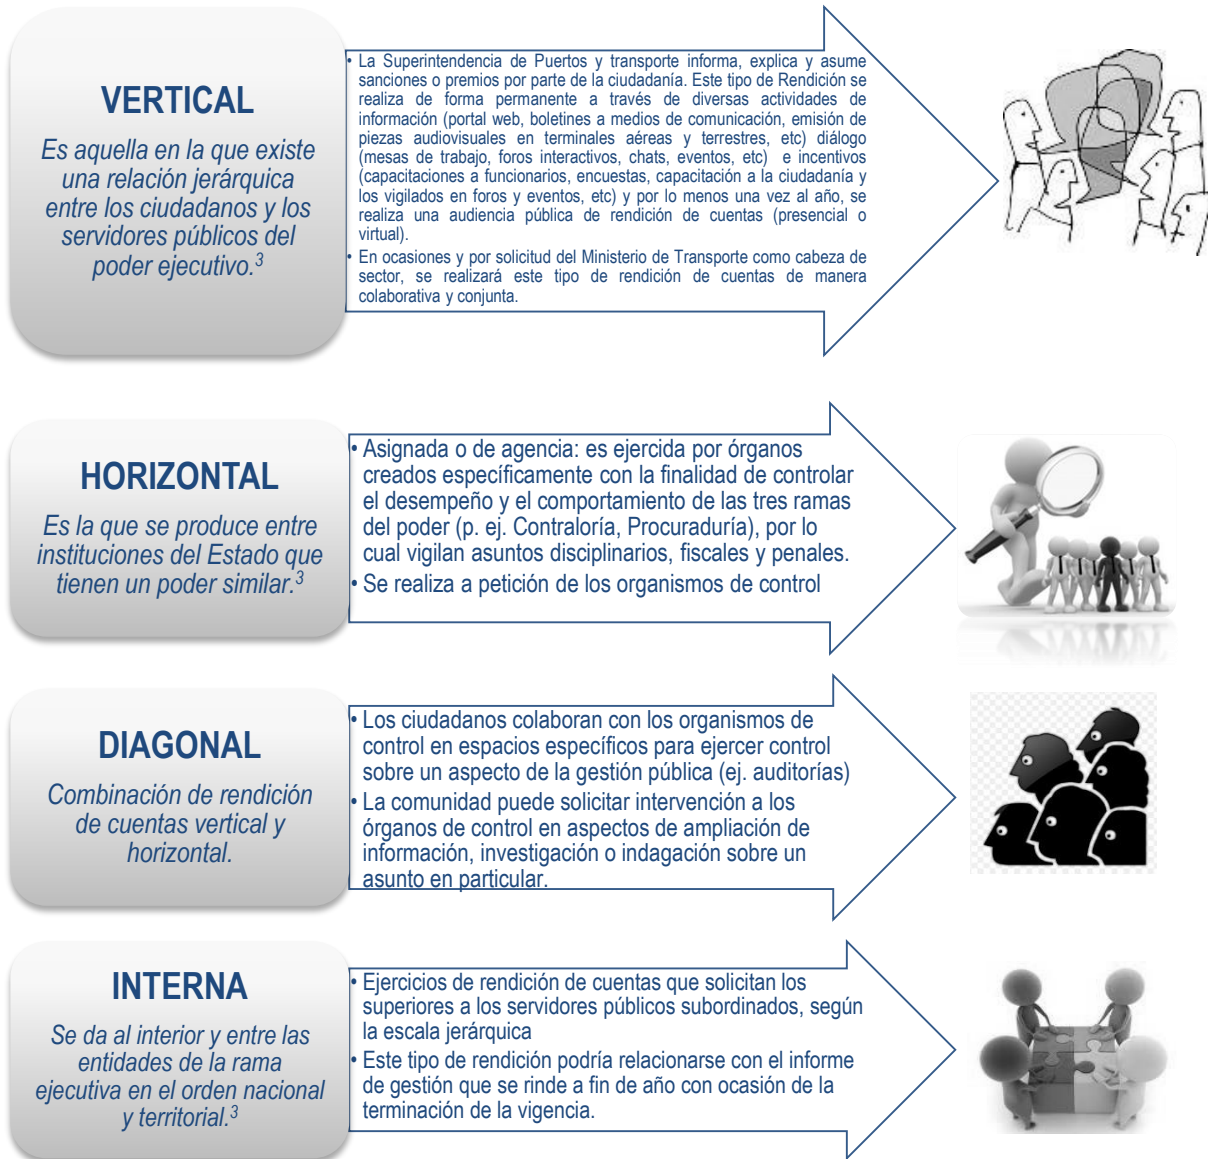 VERTICAL
Es aquella en la que existe
una relación jerárquica
entre los ciudadanos y los
servidores públicos del
poder ejecutivo.3
• La Superintendencia de Puertos y transporte informa, explica y asume
sanciones o premios por parte de la ciudadanía. Este tipo de Rendición se
realiza de forma permanente a través de diversas actividades de
información (portal web, boletines a medios de comunicación, emisión de
piezas audiovisuales en terminales aéreas y terrestres, etc) diálogo
(mesas de trabajo, foros interactivos, chats, eventos, etc) e incentivos
(capacitaciones a funcionarios, encuestas, capacitación a la ciudadanía y
los vigilados en foros y eventos, etc) y por lo menos una vez al año, se
realiza una audiencia pública de rendición de cuentas (presencial o
virtual).
• En ocasiones y por solicitud del Ministerio de Transporte como cabeza de
sector, se realizará este tipo de rendición de cuentas de manera
colaborativa y conjunta.
HORIZONTAL
Es la que se produce entre
instituciones del Estado que
tienen un poder similar.3
• Asignada o de agencia: es ejercida por órganos
creados específicamente con la finalidad de controlar
el desempeño y el comportamiento de las tres ramas
del poder (p. ej. Contraloría, Procuraduría), por lo
cual vigilan asuntos disciplinarios, fiscales y penales.
• Se realiza a petición de los organismos de control
DIAGONAL
Combinación de rendición
de cuentas vertical y
horizontal.
• Los ciudadanos colaboran con los organismos de
control en espacios específicos para ejercer control
sobre un aspecto de la gestión pública (ej. auditorías)
• La comunidad puede solicitar intervención a los
órganos de control en aspectos de ampliación de
información, investigación o indagación sobre un
asunto en particular.
INTERNA
Se da al interior y entre las
entidades de la rama
ejecutiva en el orden nacional
y territorial.3
• Ejercicios de rendición de cuentas que solicitan los
superiores a los servidores públicos subordinados, según
la escala jerárquica
• Este tipo de rendición podría relacionarse con el informe
de gestión que se rinde a fin de año con ocasión de la
terminación de la vigencia.